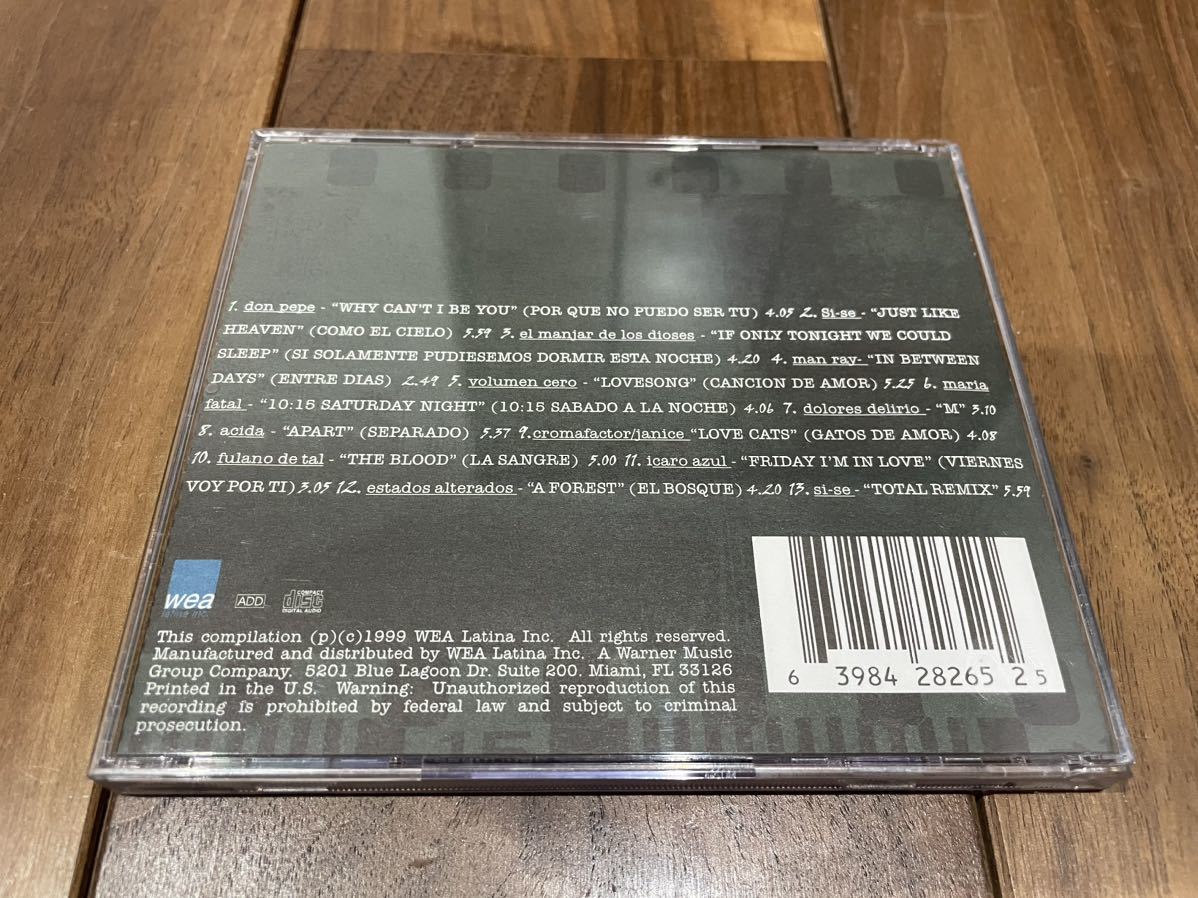 1. don pepe - “WHY CAN'T I BE YOU” (POR QUE NO PUEDO SER TU) 4.05 2. Si-se - “JUST LIKE
HEAVEN” (COMO EL CIELO) 5.59 3. el manjar de los dioses - “IF ONLY TONIGHT WE COULD
SLEEP” (SI SOLAMENTE PUDIESEMOS DORMIR ESTA NOCHE) 4.20 4. man ray- “IN BETWEEN
DAYS” (ENTRE DIAS) 2.49 5. volumen cero - “LOVESONG” (CANCION DE AMOR) 5.25 6. maria
fatal - “10:15 SATURDAY NIGHT” (10:15 SABADO A LA NOCHE) 4.06 7. dolores delirio - “M” 3.10
8. acida - “APART” (SEPARADO) 5.37 9. cromafactor/janice “LOVE CATS” (GATOS DE AMOR) 4.08
10. fulano de tal - “THE BLOOD” (LA SANGRE) 5.00 11. icaro azul - “FRIDAY I'M IN LOVE” (VIERNES
VOY POR TI) 3.05 12. estados alterados - “A FOREST” (EL BOSQUE) 4.20 13. si-se - “TOTAL REMIX” 5.59
wea
ADD
COMPACT
disc
DIGITAL AUDIO
This compilation (p)(c)1999 WEA Latina Inc. All rights reserved.
Manufactured and distributed by WEA Latina Inc. A Warner Music
Group Company. 5201 Blue Lagoon Dr. Suite 200. Miami, FL 33126
Printed in the U.S. Warning: Unauthorized reproduction of this
recording is prohibited by federal law and subject to criminal
prosecution.
6 3984 28265 2 5